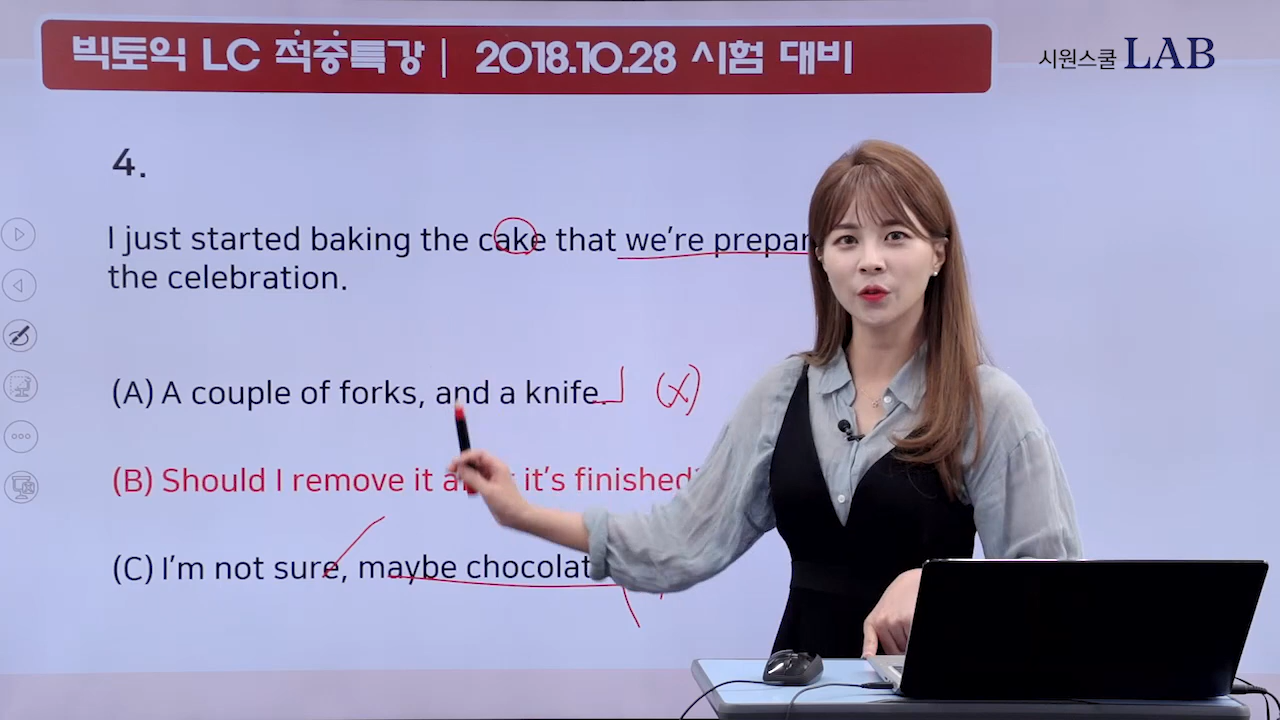 빅토익 LC 적중특강 | 2018.10.28 시험 대비
시원스쿨 LAB
4.
I just started baking the cake that we're
the celebration.
(A) A couple of forks, and a knife. (x)
(B) Should I remove it it's finished?
(C) I'm not sure, maybe